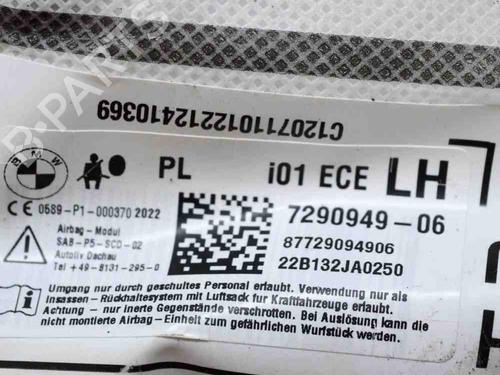 C120711012212410369
BMW
PL
i01 ECE LH
CE 0589-P1-000370 2022
7290949-06
87729094906
22B132JA0250
Airbag-Modul
SAB-P5-SCD-02
Autoliv Dachau
Tel +49-8131-295-0
Umgang nur durch geschultes Personal erlaubt. Verwendung nur als
Insassen-Rückhaltesystem mit Luftsack für Kraftfahrzeuge erlaubt.
Achtung - nur inerte Gegenstände verschrotten. Bei Auslösung kann die
nicht montierte Airbag-Einheit zum gefährlichen Wurfstück werden.
B-PARTS